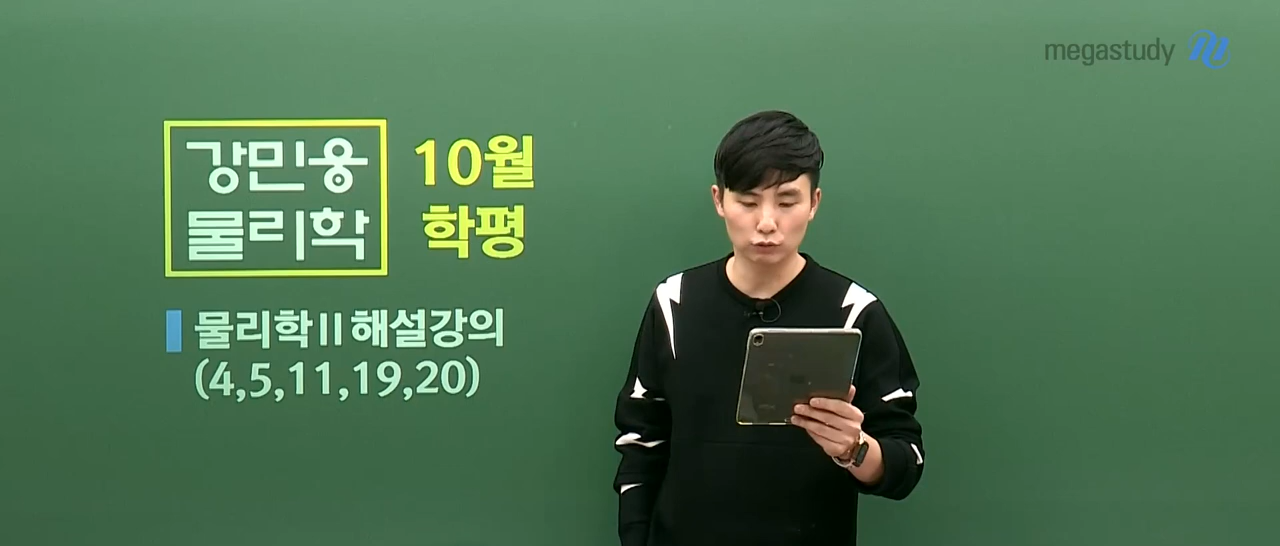 megastudy
강민웅
물리학
10월
학평
물리학II 해설강의
(4,5,11,19,20)